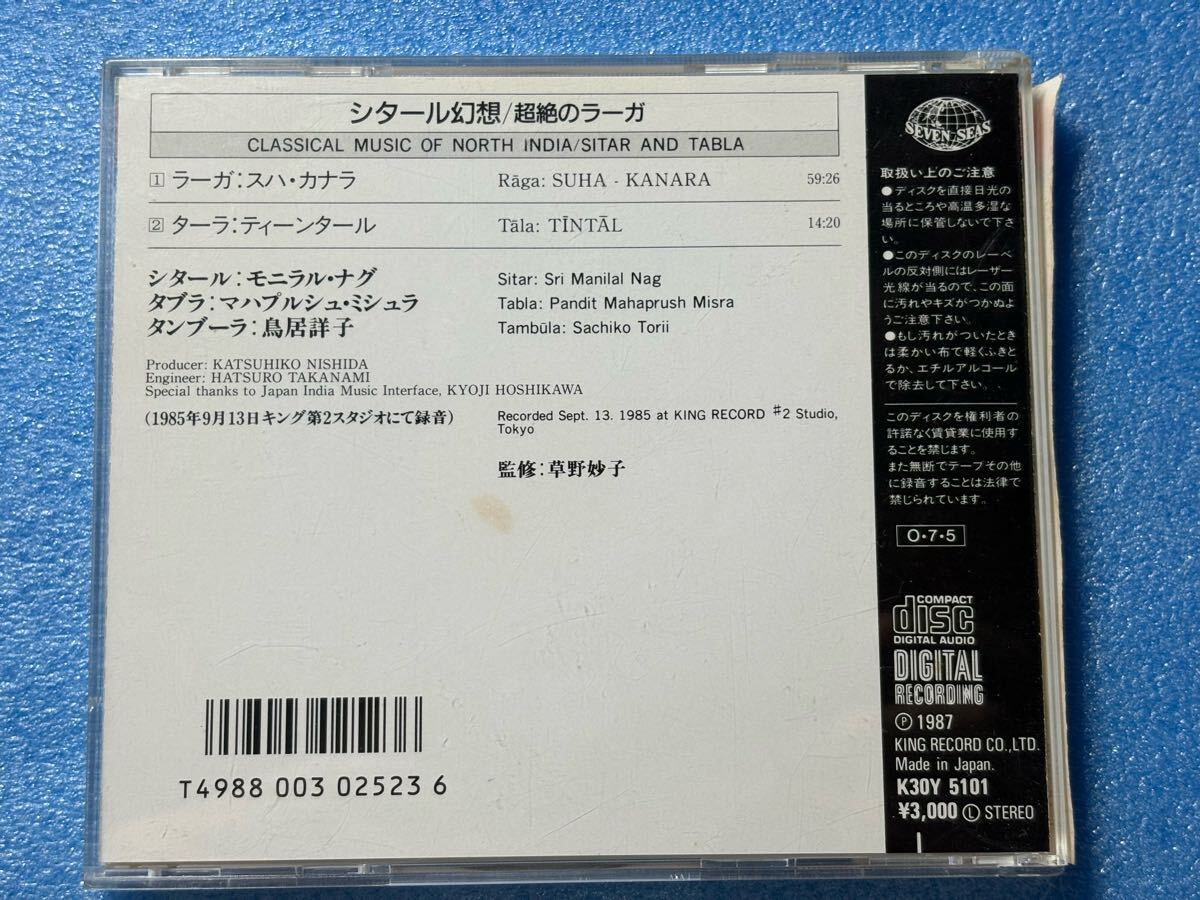 シタール幻想/超絶のラーガ
CLASSICAL MUSIC OF NORTH INDIA/SITAR AND TABLA
1 ラーガ:スハ・カナラ Rāga: SUHA - KANARA 59:26
2 ターラ:ティーンタール Tāla: TĪNTĀL 14:20
シタール:モニラル・ナグ Sitar: Sri Manilal Nag
タブラ:マハプルシュ・ミシュラ Tabla: Pandit Mahaprush Misra
タンブーラ:鳥居詳子 Tambūla: Sachiko Torii
Producer: KATSUHIKO NISHIDA
Engineer: HATSURO TAKANAMI
Special thanks to Japan India Music Interface, KYOJI HOSHIKAWA
(1985年9月13日キング第2スタジオにて録音) Recorded Sept. 13. 1985 at KING RECORD #2 Studio,
Tokyo
監修:草野妙子
T4988 003 02523 6
SEVEN SEAS
取扱い上のご注意
●ディスクを直接日光の
当るところや高温多湿な
場所に保管しないで下さ
い。
●このディスクのレーベ
ルの反対側にはレーザー
光線が当るので、この面
に汚れやキズがつかぬよ
うご注意下さい。
●もし汚れがついたとき
は柔かい布で軽くふきと
るか、エチルアルコール
で除去して下さい。
このディスクを権利者の
許諾なく賃貸業に使用す
ることを禁じます。
また無断でテープその他
に録音することは法律で
禁じられています。
O・7・5
COMPACT
disc
DIGITAL AUDIO
DIGITAL
RECORDING
Ⓟ 1987
KING RECORD CO.,LTD.
Made in Japan.
K30Y 5101
¥3,000 Ⓛ STEREO